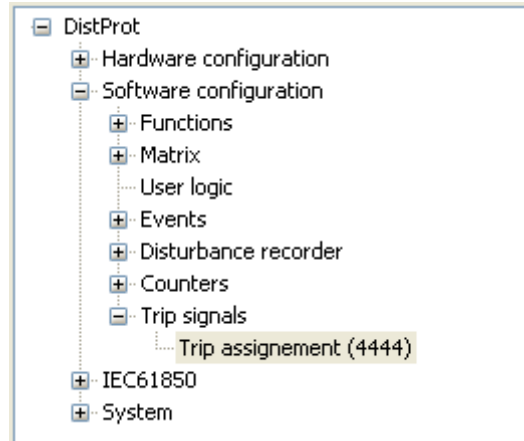 DistProt
Hardware configuration
Software configuration
Functions
Matrix
User logic
Events
Disturbance recorder
Counters
Trip signals
Trip assignement (4444)
IEC61850
System